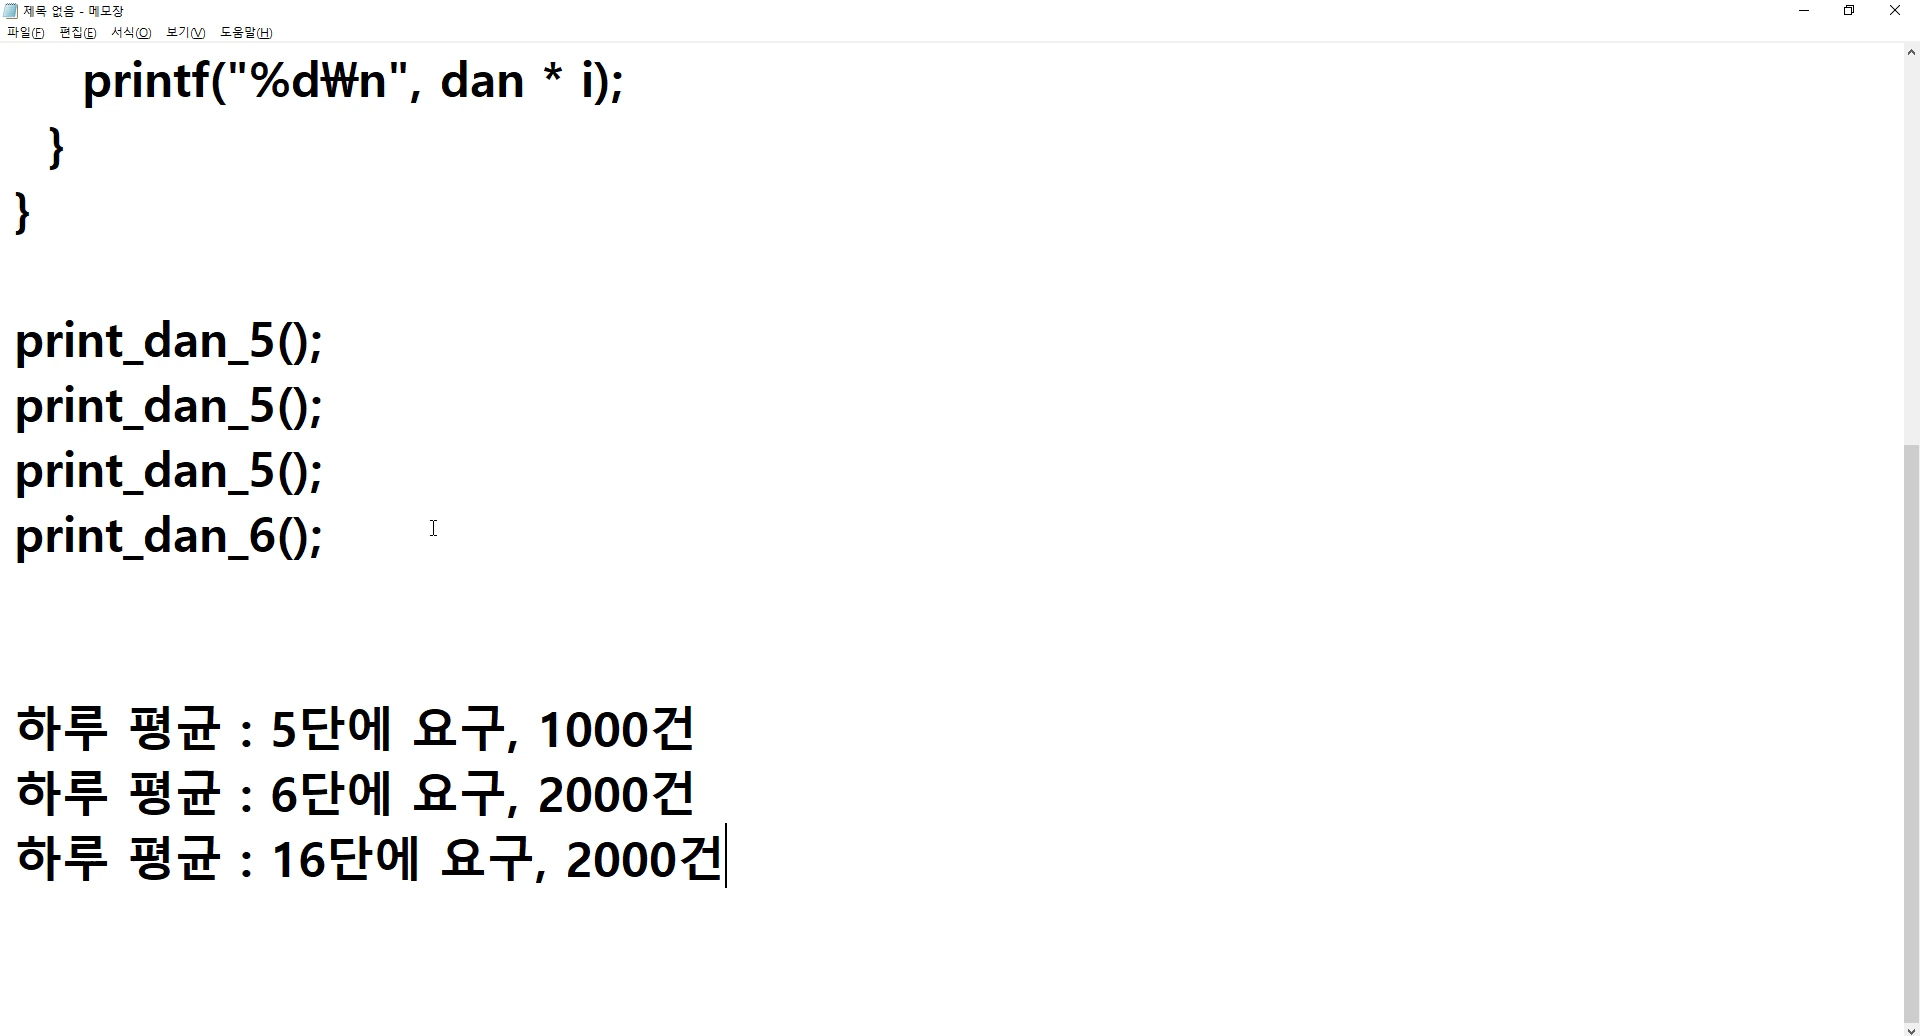 제목 없음 - 메모장
파일(F) 편집(E) 서식(O) 보기(V) 도움말(H)
printf("%d₩n", dan * i);
}
}
print_dan_5();
print_dan_5();
print_dan_5();
print_dan_6();
하루 평균 : 5단에 요구, 1000건
하루 평균 : 6단에 요구, 2000건
하루 평균 : 16단에 요구, 2000건